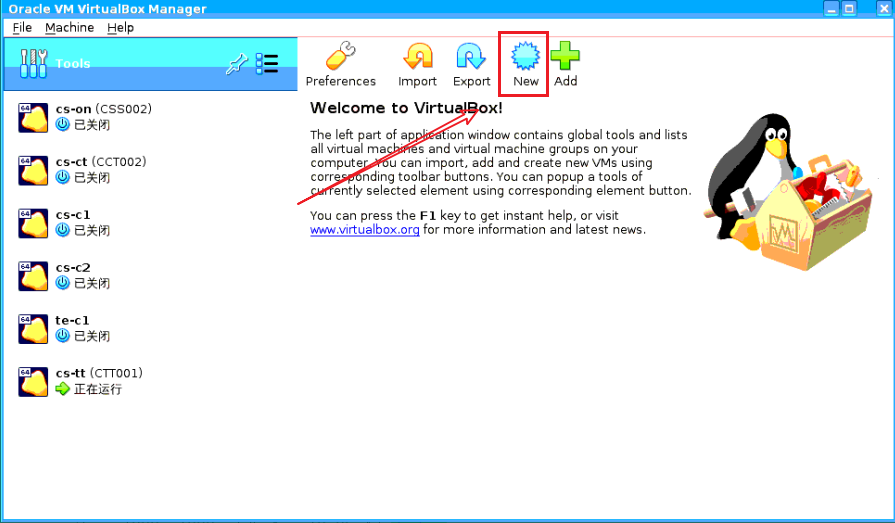 Oracle VM VirtualBox Manager
File Machine Help
Tools
Preferences Import Export New Add
cs-on (CSS002)
已关闭
cs-ct (CCT002)
已关闭
cs-c1
已关闭
cs-c2
已关闭
te-c1
已关闭
cs-tt (CTT001)
正在运行
Welcome to VirtualBox!
The left part of application window contains global tools and lists
all virtual machines and virtual machine groups on your
computer. You can import, add and create new VMs using
corresponding toolbar buttons. You can popup a tools of
currently selected element using corresponding element button.
You can press the F1 key to get instant help, or visit
www.virtualbox.org for more information and latest news.
64
64
64
64
64
64